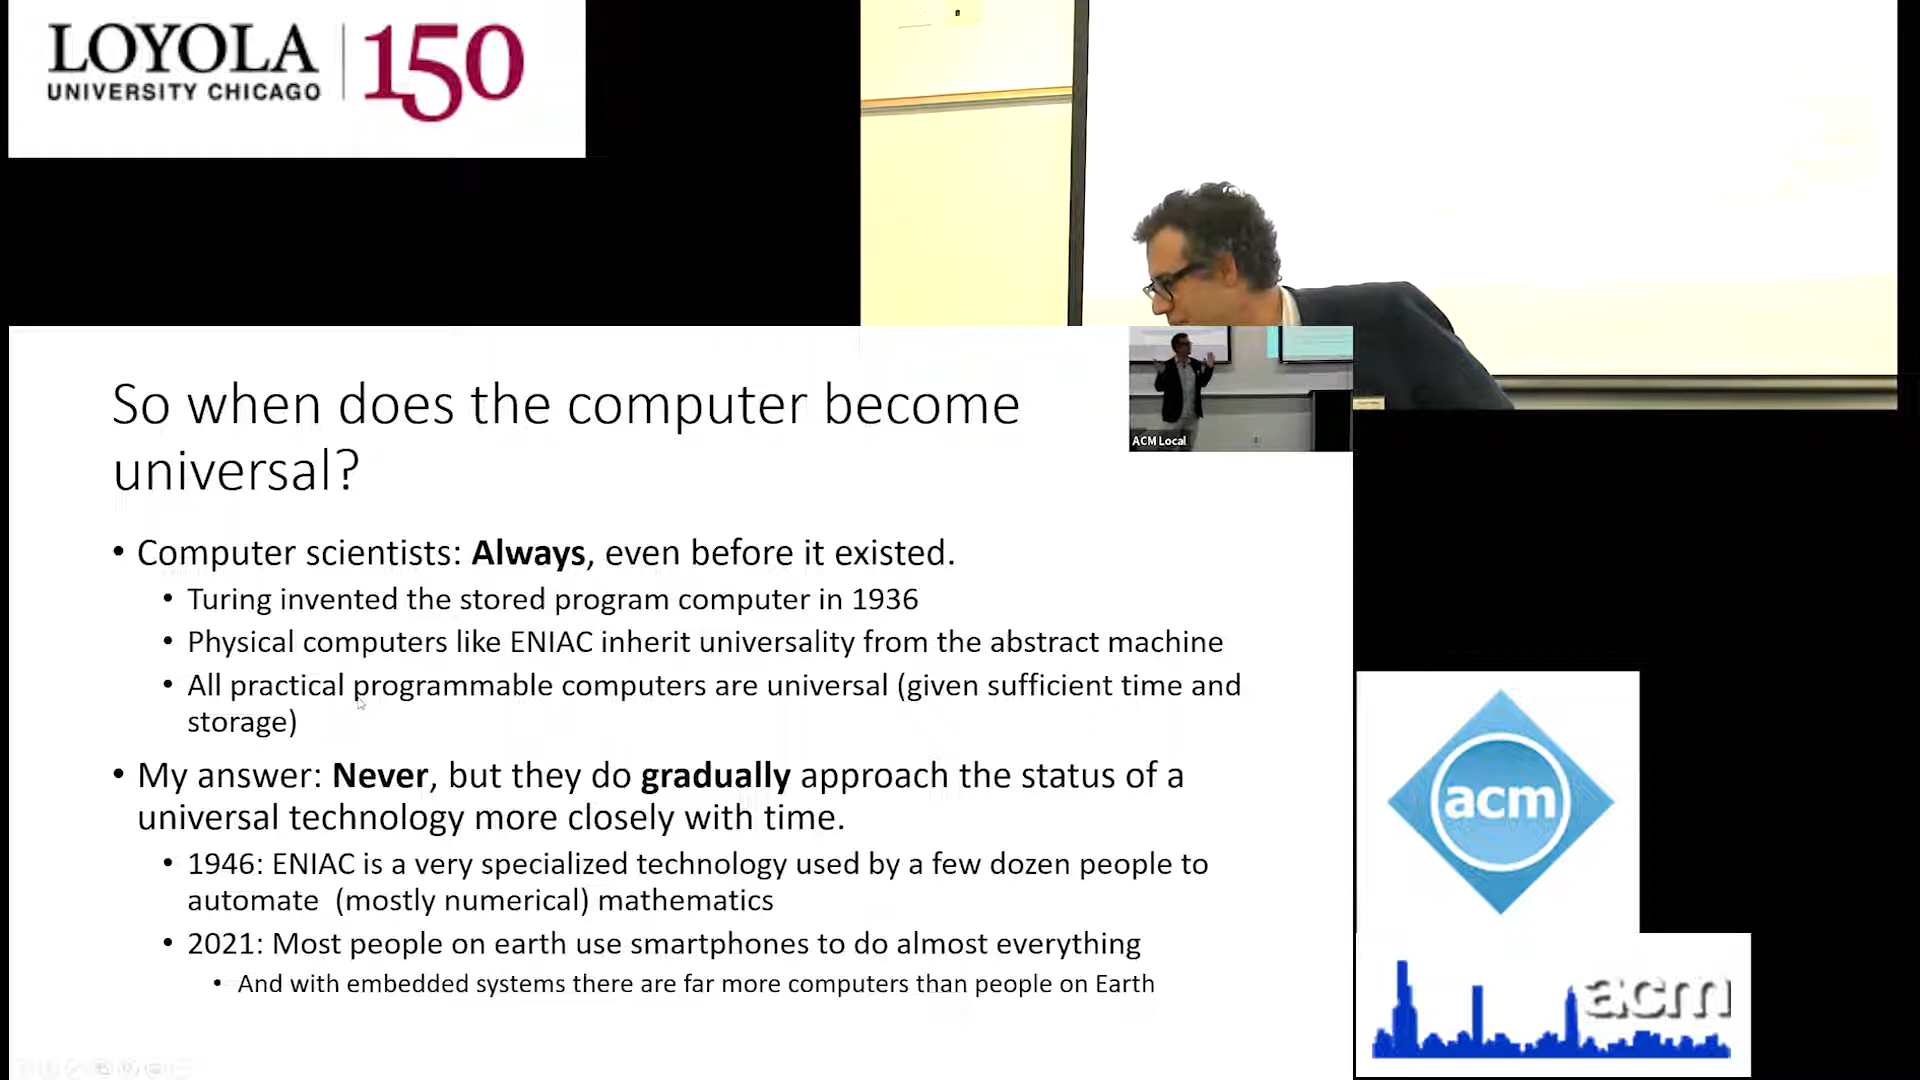 LOYOLA
UNIVERSITY CHICAGO
150
ACM Local
So when does the computer become
universal?
• Computer scientists: Always, even before it existed.
• Turing invented the stored program computer in 1936
• Physical computers like ENIAC inherit universality from the abstract machine
• All practical programmable computers are universal (given sufficient time and
storage)
• My answer: Never, but they do gradually approach the status of a
universal technology more closely with time.
• 1946: ENIAC is a very specialized technology used by a few dozen people to
automate (mostly numerical) mathematics
• 2021: Most people on earth use smartphones to do almost everything
• And with embedded systems there are far more computers than people on Earth
acm
acm